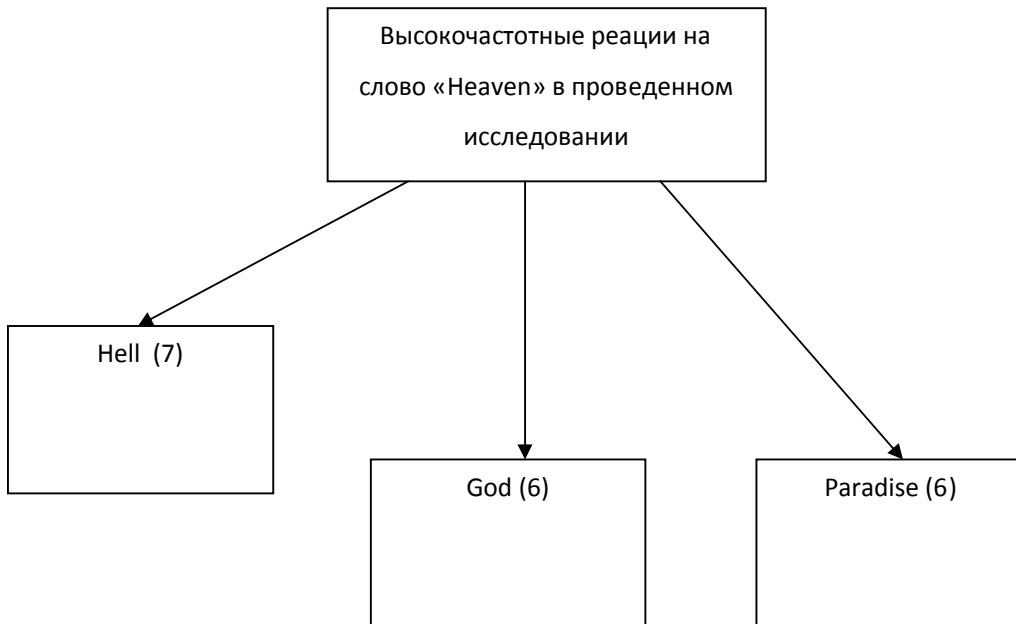 Высокочастотные реации на
слово «Heaven» в проведенном
исследовании
Hell (7)
God (6)
Paradise (6)